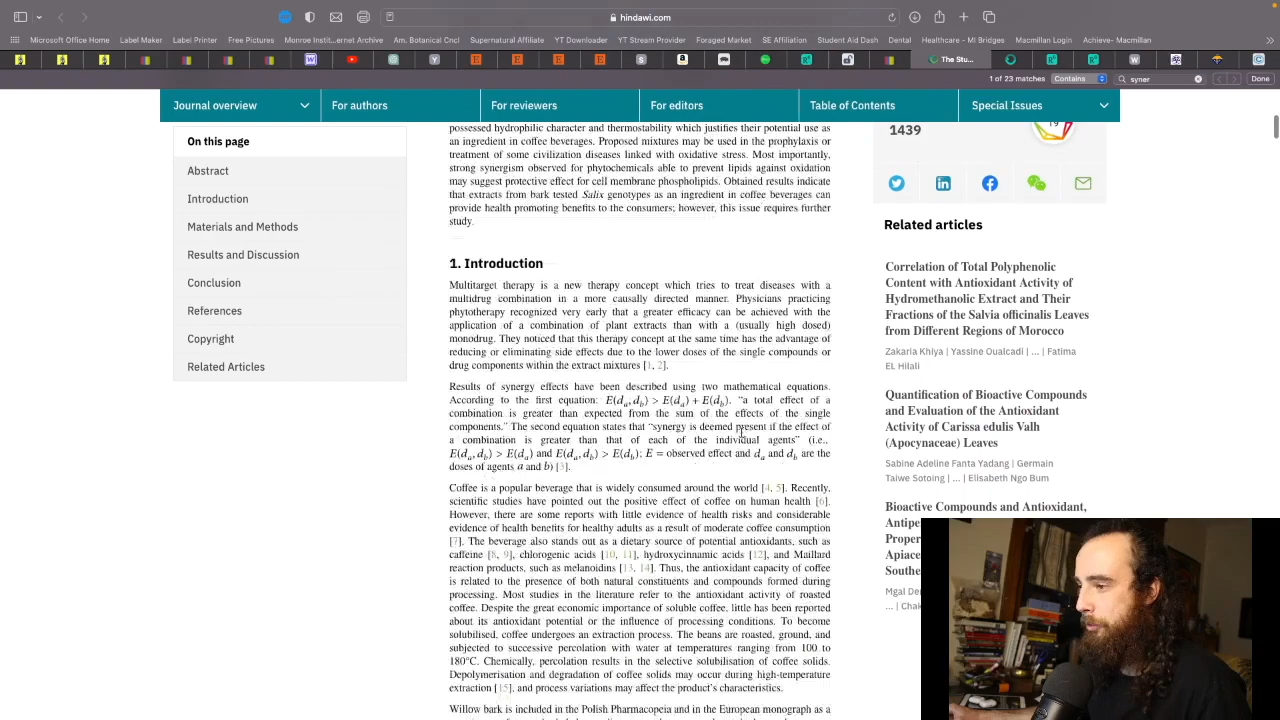 hindawi.com
Microsoft Office Home Label Maker Label Printer Free Pictures Monroe Instit...ernet Archive Am. Botanical Cncl Supernatural Affiliate YT Downloader YT Stream Provider Foraged Market SE Affiliation Student Aid Dash Dental Healthcare - MI Bridges Macmillan Login Achieve- Macmillan
The Stu...
1 of 23 matches Contains syner Done
Journal overview For authors For reviewers For editors Table of Contents Special Issues
On this page
Abstract
Introduction
Materials and Methods
Results and Discussion
Conclusion
References
Copyright
Related Articles
possessed hydrophilic character and thermostability which justifies their potential use as
an ingredient in coffee beverages. Proposed mixtures may be used in the prophylaxis or
treatment of some civilization diseases linked with oxidative stress. Most importantly,
strong synergism observed for phytochemicals able to prevent lipids against oxidation
may suggest protective effect for cell membrane phospholipids. Obtained results indicate
that extracts from bark tested Salix genotypes as an ingredient in coffee beverages can
provide health promoting benefits to the consumers; however, this issue requires further
study.
1. Introduction
Multitarget therapy is a new therapy concept which tries to treat diseases with a
multidrug combination in a more causally directed manner. Physicians practicing
phytotherapy recognized very early that a greater efficacy can be achieved with the
application of a combination of plant extracts than with a (usually high dosed)
monodrug. They noticed that this therapy concept at the same time has the advantage of
reducing or eliminating side effects due to the lower doses of the single compounds or
drug components within the extract mixtures [1, 2].
Results of synergy effects have been described using two mathematical equations.
According to the first equation: E(da, db) > E(da) + E(db). “a total effect of a
combination is greater than expected from the sum of the effects of the single
components.” The second equation states that “synergy is deemed present if the effect of
a combination is greater than that of each of the individual agents” (i.e.,
E(da, db) > E(da) and E(da, db) > E(db); E = observed effect and da and db are the
doses of agents a and b) [3].
Coffee is a popular beverage that is widely consumed around the world [4, 5]. Recently,
scientific studies have pointed out the positive effect of coffee on human health [6].
However, there are some reports with little evidence of health risks and considerable
evidence of health benefits for healthy adults as a result of moderate coffee consumption
[7]. The beverage also stands out as a dietary source of potential antioxidants, such as
caffeine [8, 9], chlorogenic acids [10, 11], hydroxycinnamic acids [12], and Maillard
reaction products, such as melanoidins [13, 14]. Thus, the antioxidant capacity of coffee
is related to the presence of both natural constituents and compounds formed during
processing. Most studies in the literature refer to the antioxidant activity of roasted
coffee. Despite the great economic importance of soluble coffee, little has been reported
about its antioxidant potential or the influence of processing conditions. To become
solubilised, coffee undergoes an extraction process. The beans are roasted, ground, and
subjected to successive percolation with water at temperatures ranging from 100 to
180°C. Chemically, percolation results in the selective solubilisation of coffee solids.
Depolymerisation and degradation of coffee solids may occur during high-temperature
extraction [15], and process variations may affect the product’s characteristics.
Willow bark is included in the Polish Pharmacopeia and in the European monograph as a
1439
19
Related articles
Correlation of Total Polyphenolic
Content with Antioxidant Activity of
Hydromethanolic Extract and Their
Fractions of the Salvia officinalis Leaves
from Different Regions of Morocco
Zakaria Khiya | Yassine Oualcadi | ... | Fatima
EL Hilali
Quantification of Bioactive Compounds
and Evaluation of the Antioxidant
Activity of Carissa edulis Valh
(Apocynaceae) Leaves
Sabine Adeline Fanta Yadang | Germain
Taiwe Sotoing | ... | Elisabeth Ngo Bum
Bioactive Compounds and Antioxidant,